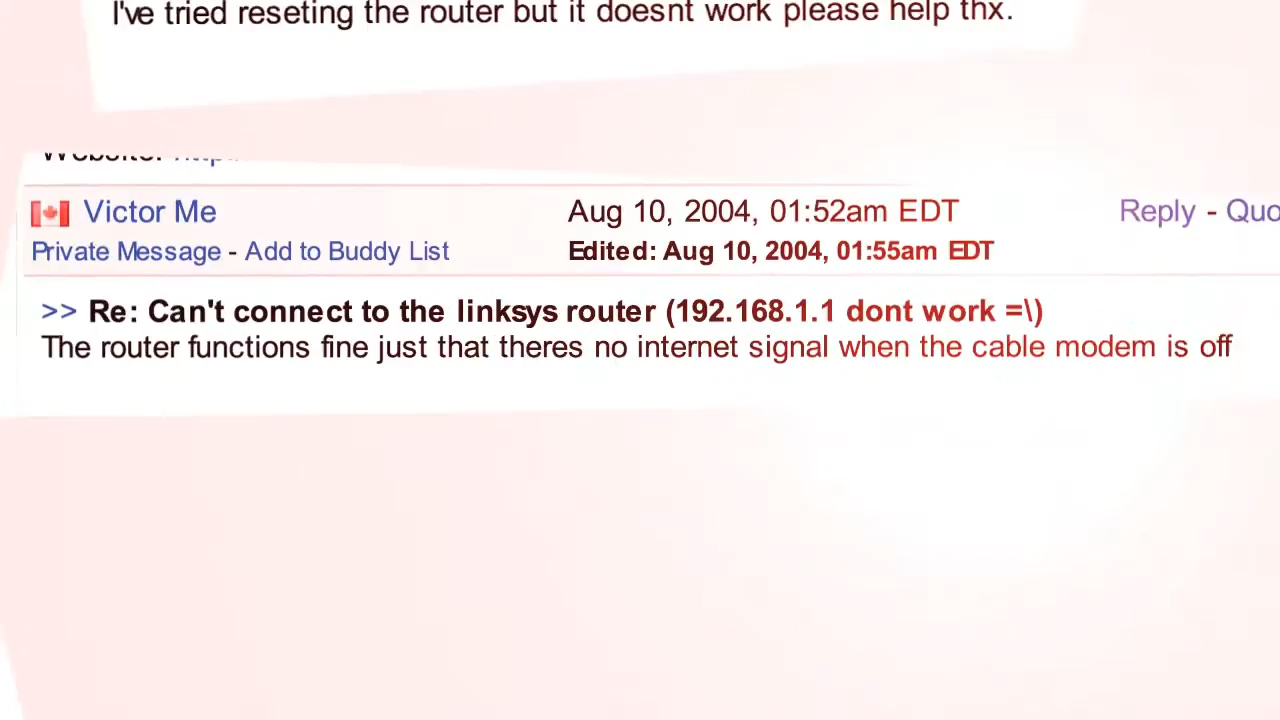 I've tried reseting the router but it doesnt work please help thx.
Website:
Victor Me Aug 10, 2004, 01:52am EDT Reply - Quo
Private Message - Add to Buddy List Edited: Aug 10, 2004, 01:55am EDT
>> Re: Can't connect to the linksys router (192.168.1.1 dont work =\)
The router functions fine just that theres no internet signal when the cable modem is off